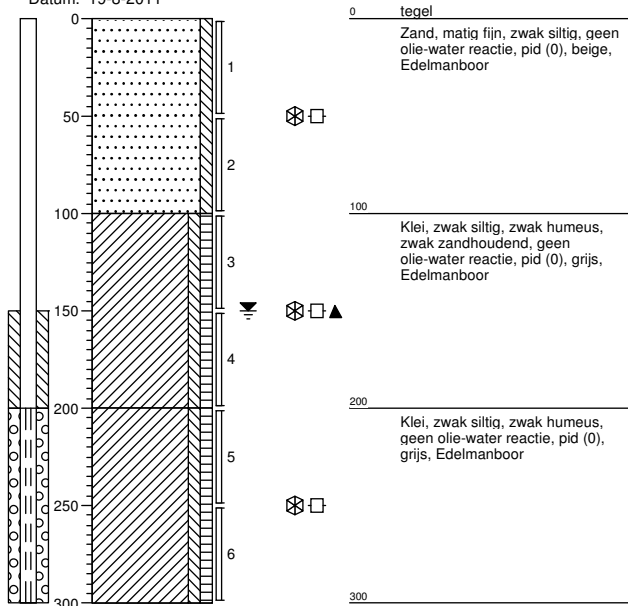 Datum: 19-8-2011
0
50
100
150
200
250
300
1
2
3
4
5
6
0
tegel
Zand, matig fijn, zwak siltig, geen
olie-water reactie, pid (0), beige,
Edelmanboor
100
Klei, zwak siltig, zwak humeus,
zwak zandhoudend, geen
olie-water reactie, pid (0), grijs,
Edelmanboor
200
Klei, zwak siltig, zwak humeus,
geen olie-water reactie, pid (0),
grijs, Edelmanboor
300